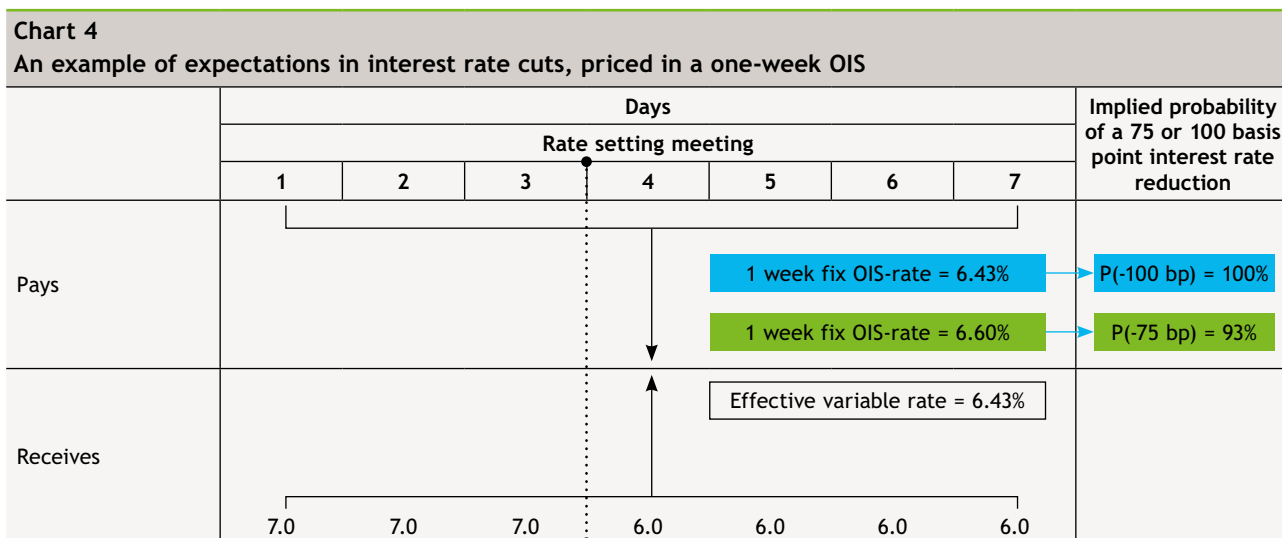 Chart 4
An example of expectations in interest rate cuts, priced in a one-week OIS
Days
Implied probability
of a 75 or 100 basis
point interest rate
reduction
Rate setting meeting
1 2 3 4 5 6 7
Pays
1 week fix OIS-rate = 6.43%
P(-100 bp) = 100%
1 week fix OIS-rate = 6.60%
P(-75 bp) = 93%
Receives
Effective variable rate = 6.43%
7.0 7.0 7.0 6.0 6.0 6.0 6.0